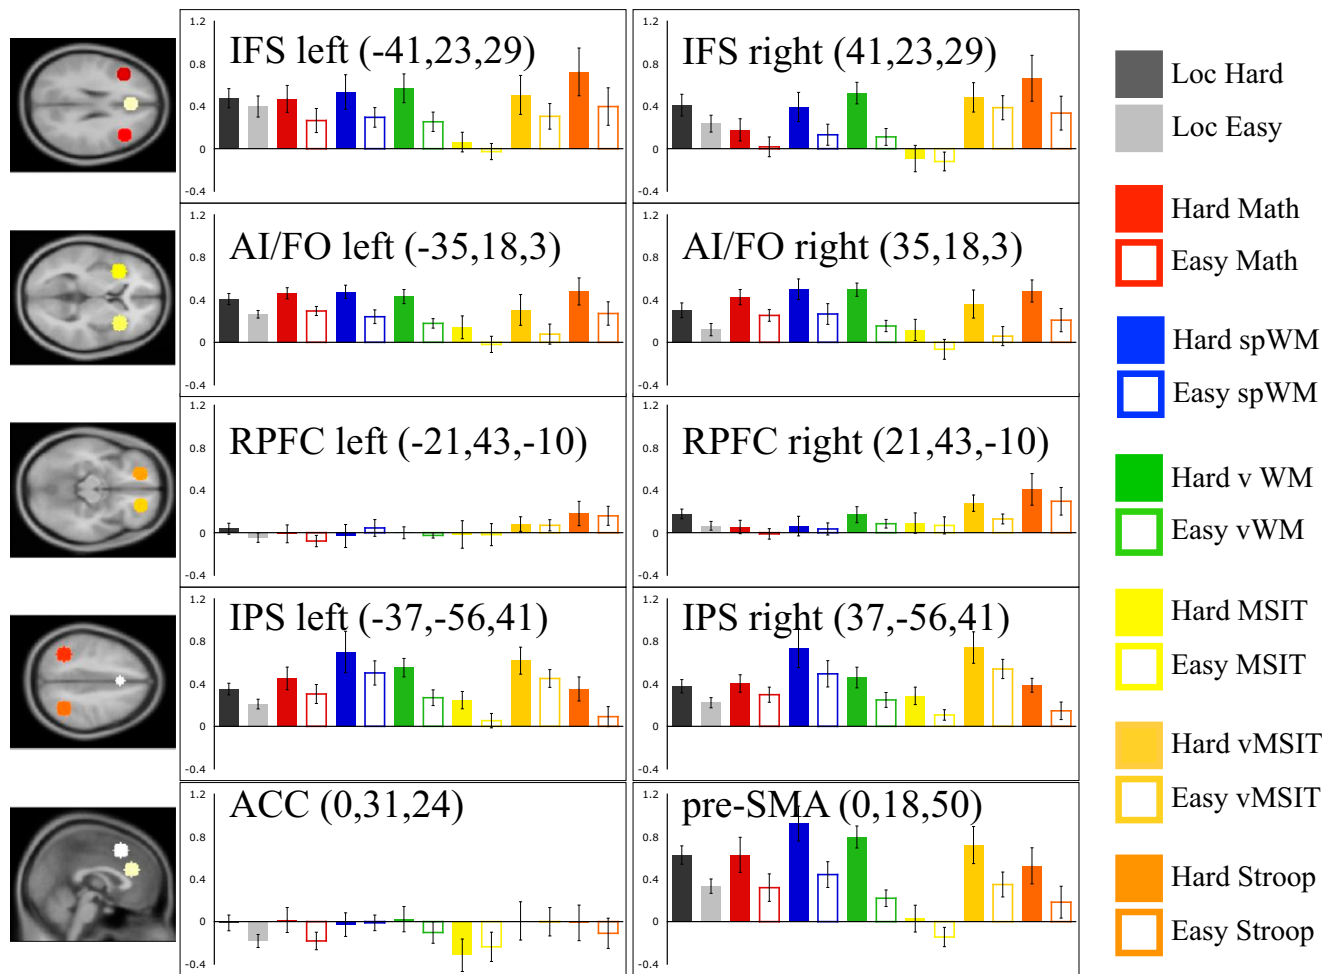 1.2
0.8
0.4
0
-0.4
IFS left (-41,23,29)
1.2
0.8
0.4
0
-0.4
IFS right (41,23,29)
1.2
0.8
0.4
0
-0.4
AI/FO left (-35,18,3)
1.2
0.8
0.4
0
-0.4
AI/FO right (35,18,3)
1.2
0.8
0.4
0
-0.4
RPFC left (-21,43,-10)
1.2
0.8
0.4
0
-0.4
RPFC right (21,43,-10)
1.2
0.8
0.4
0
-0.4
IPS left (-37,-56,41)
1.2
0.8
0.4
0
-0.4
IPS right (37,-56,41)
1.2
0.8
0.4
0
-0.4
ACC (0,31,24)
1.2
0.8
0.4
0
-0.4
pre-SMA (0,18,50)
Loc Hard
Loc Easy
Hard Math
Easy Math
Hard spWM
Easy spWM
Hard v WM
Easy vWM
Hard MSIT
Easy MSIT
Hard vMSIT
Easy vMSIT
Hard Stroop
Easy Stroop